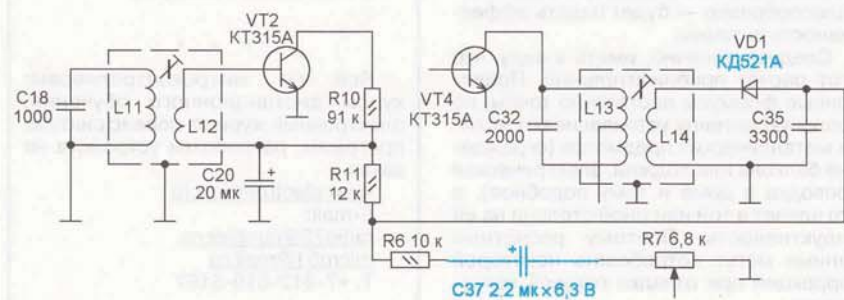 VT2
КТ315А
C18
1000
L11
L12
R10
91 к
C20
20 мк
+
R11
12 к
R6 10 к
+
C37 2,2 мк×6,3 В
VT4
КТ315А
C32
2000
L13
L14
VD1
КД521А
C35
3300
R7 6,8 к